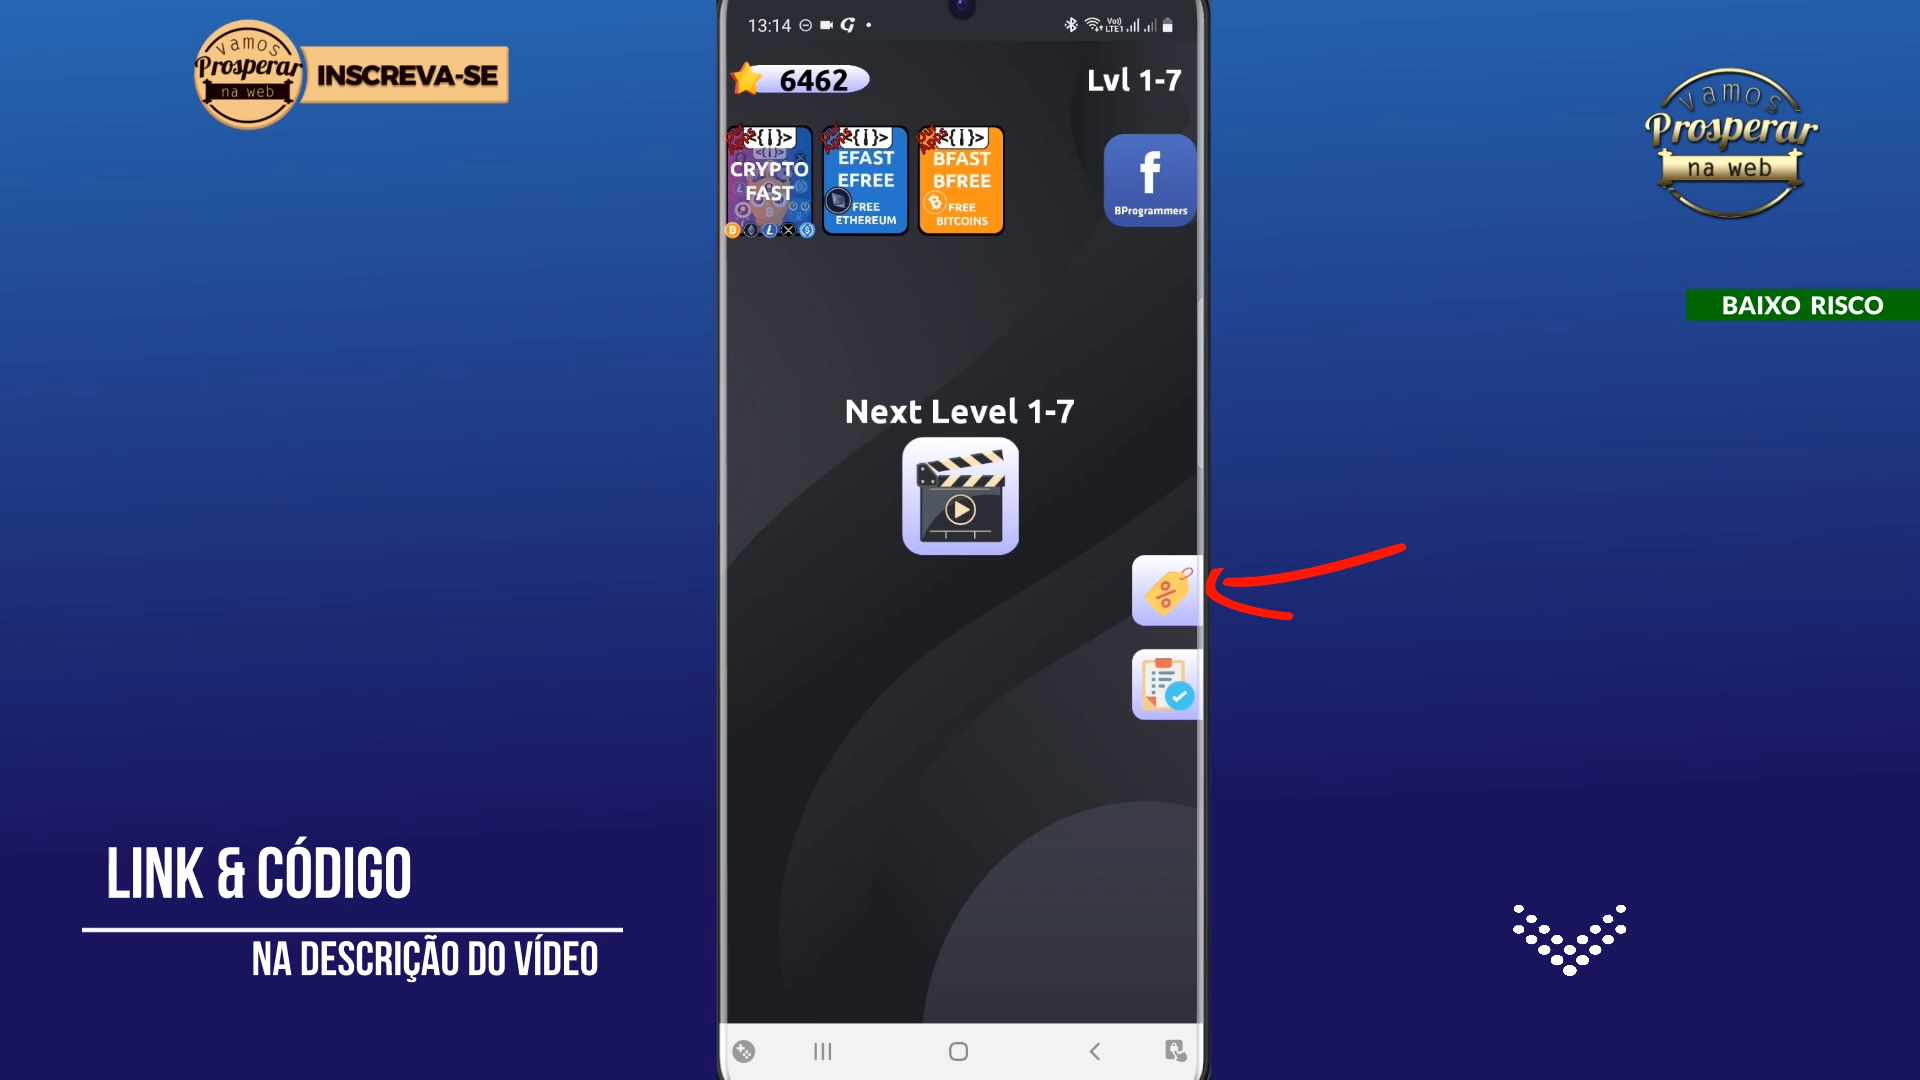 vamos
Prosperar
na web
INSCREVA-SE
13:14
Vo)
LTE1
6462
Lvl 1-7
<{¡}>
CRYPTO
FAST
<{¡}>
EFAST
EFREE
FREE
ETHEREUM
<{¡}>
BFAST
BFREE
FREE
BITCOINS
f
BProgrammers
vamos
Prosperar
na web
BAIXO RISCO
Next Level 1-7
LINK & CÓDIGO
NA DESCRIÇÃO DO VÍDEO